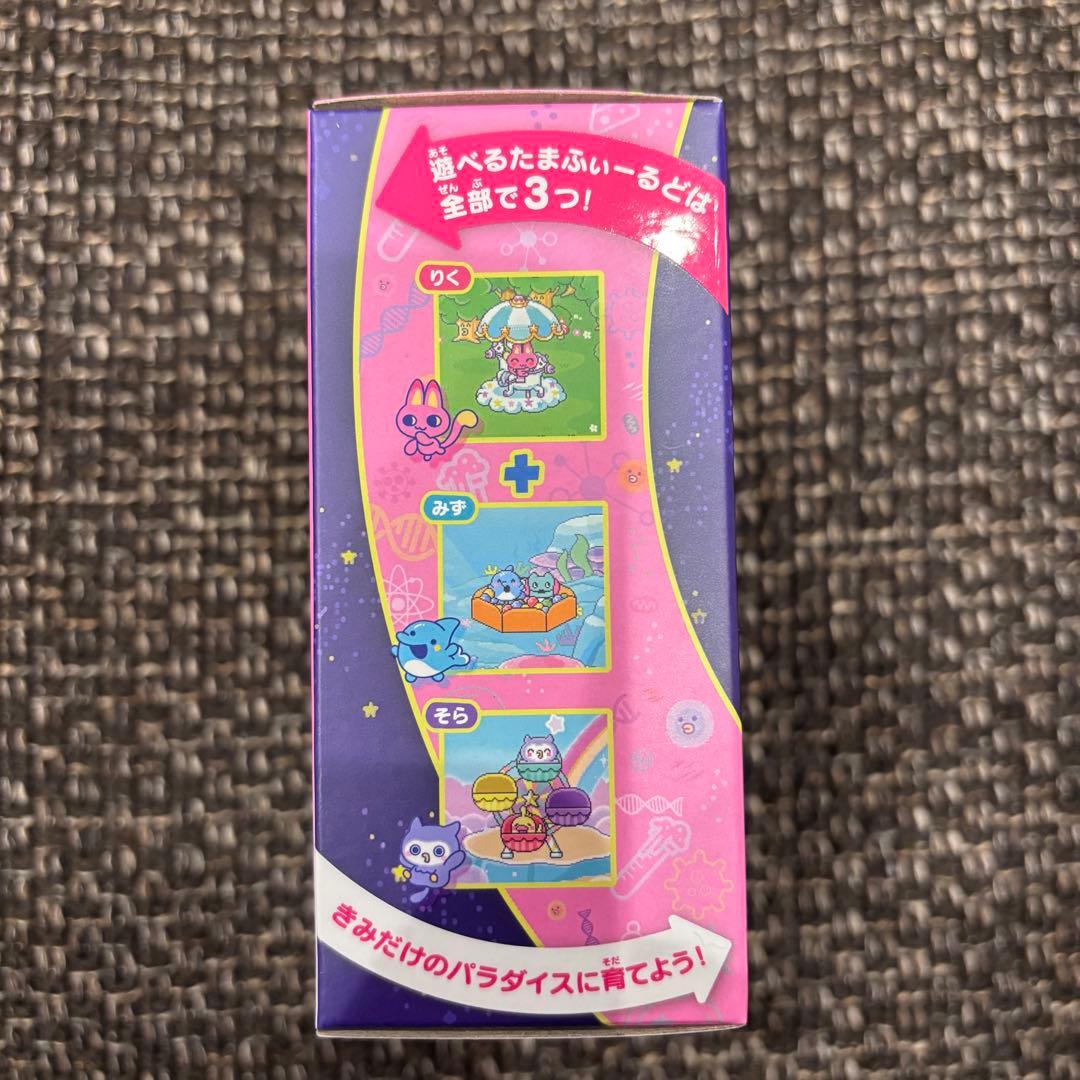 遊べるたまふぃーるどは
全部で3つ!
りく
みず
そら
きみだけのパラダイスに育てよう!